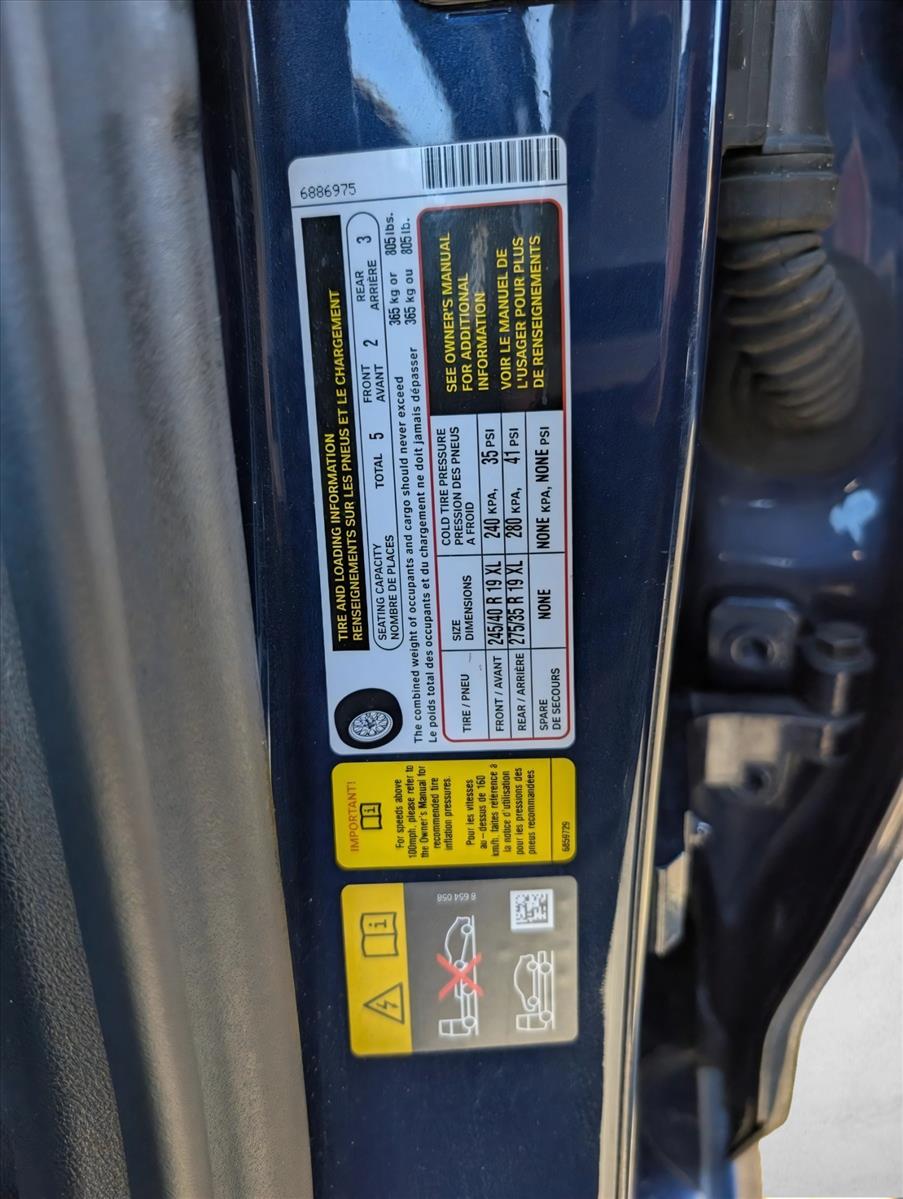 6886975
TIRE AND LOADING INFORMATION
RENSEIGNEMENTS SUR LES PNEUS ET LE CHARGEMENT
SEATING CAPACITY
NOMBRE DE PLACES
TOTAL 5
FRONT
AVANT
2
REAR
ARRIÈRE
3
The combined weight of occupants and cargo should never exceed 365 kg or 805 lbs.
Le poids total des occupants et du chargement ne doit jamais dépasser 365 kg ou 805 lb.
TIRE / PNEU
SIZE
DIMENSIONS
COLD TIRE PRESSURE
PRESSION DES PNEUS
A FROID
FRONT / AVANT 245/40 R 19 XL 240 KPA, 35 PSI
REAR / ARRIÈRE 275/35 R 19 XL 280 KPA, 41 PSI
SPARE
DE SECOURS
NONE NONE KPA, NONE PSI
SEE OWNER'S MANUAL
FOR ADDITIONAL
INFORMATION
VOIR LE MANUEL DE
L'USAGER POUR PLUS
DE RENSEIGNEMENTS
IMPORTANT!
i
For speeds above
100mph, please refer to
the Owner's Manual for
recommended tire
inflation pressures.
Pour les vitesses
au-dessus de 160
km/h, faites référence à
la notice d'utilisation
pour les pressions des
pneus recommandées
6859729
i
8 654 058